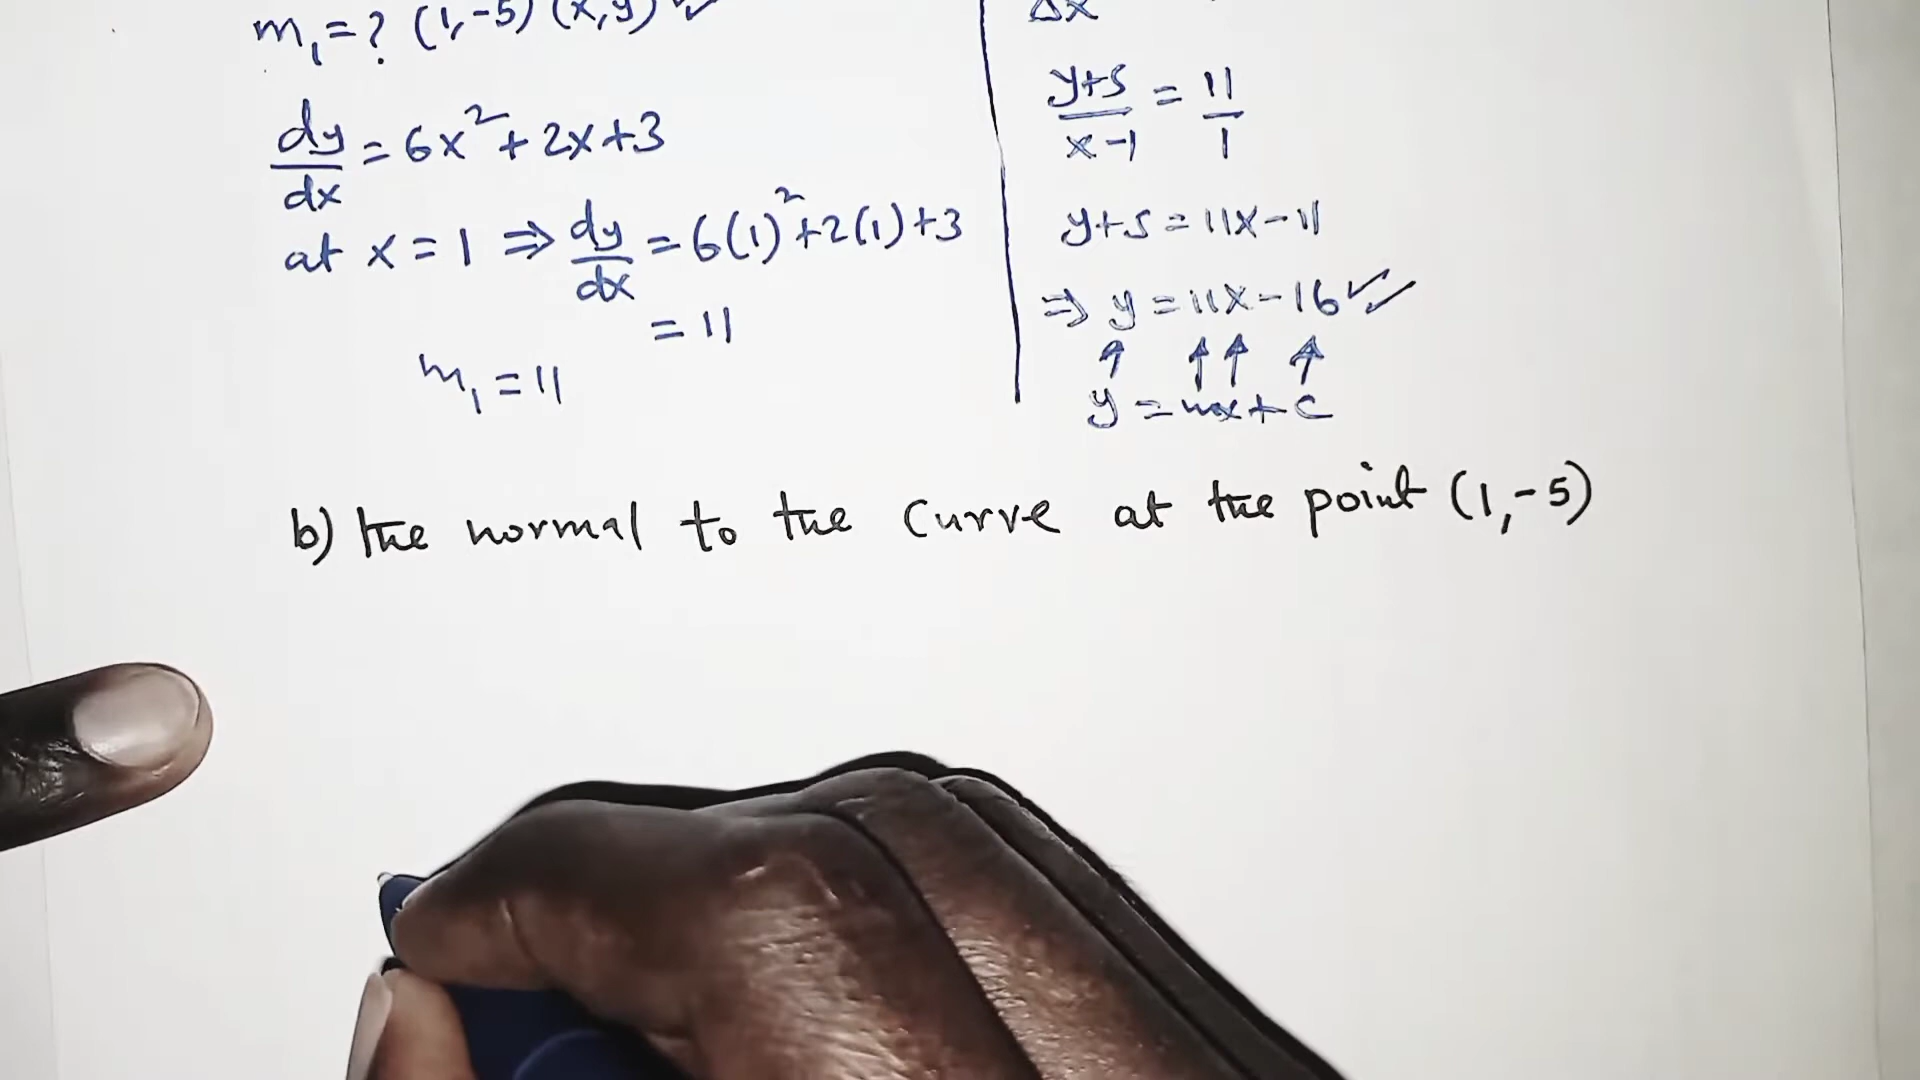 m₁ = ? (1, -5) (x, y) ✓
dy/dx = 6x² + 2x + 3
at x = 1 ⇒ dy/dx = 6(1)² + 2(1) + 3
= 11
m₁ = 11
Δx
y+5/x-1 = 11/1
y+5 = 11x - 11
⇒ y = 11x - 16 ✓✓
↑ ↑↑ ↑
y = mx + c
b) the normal to the curve at the point (1, -5)